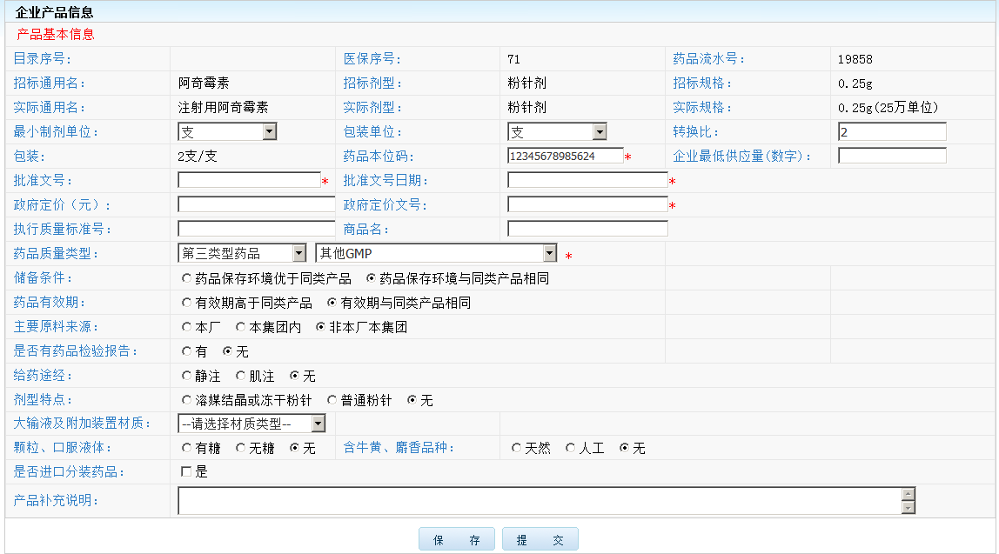 企业产品信息
产品基本信息
目录序号: 医保序号: 71 药品流水号: 19858
招标通用名: 阿奇霉素 招标剂型: 粉针剂 招标规格: 0.25g
实际通用名: 注射用阿奇霉素 实际剂型: 粉针剂 实际规格: 0.25g(25万单位)
最小制剂单位: 支 包装单位: 支 转换比: 2
包装: 2支/支 药品本位码: 12345678985624 * 企业最低供应量(数字):
批准文号: * 批准文号日期: *
政府定价（元）: 政府定价文号: *
执行质量标准号: 商品名:
药品质量类型: 第三类型药品 其他GMP *
储备条件: 药品保存环境优于同类产品 药品保存环境与同类产品相同
药品有效期: 有效期高于同类产品 有效期与同类产品相同
主要原料来源: 本厂 本集团内 非本厂本集团
是否有药品检验报告: 有 无
给药途经: 静注 肌注 无
剂型特点: 溶媒结晶或冻干粉针 普通粉针 无
大输液及附加装置材质: --请选择材质类型--
颗粒、口服液体: 有糖 无糖 无 含牛黄、麝香品种: 天然 人工 无
是否进口分装药品: 是
产品补充说明:
保 存 提 交